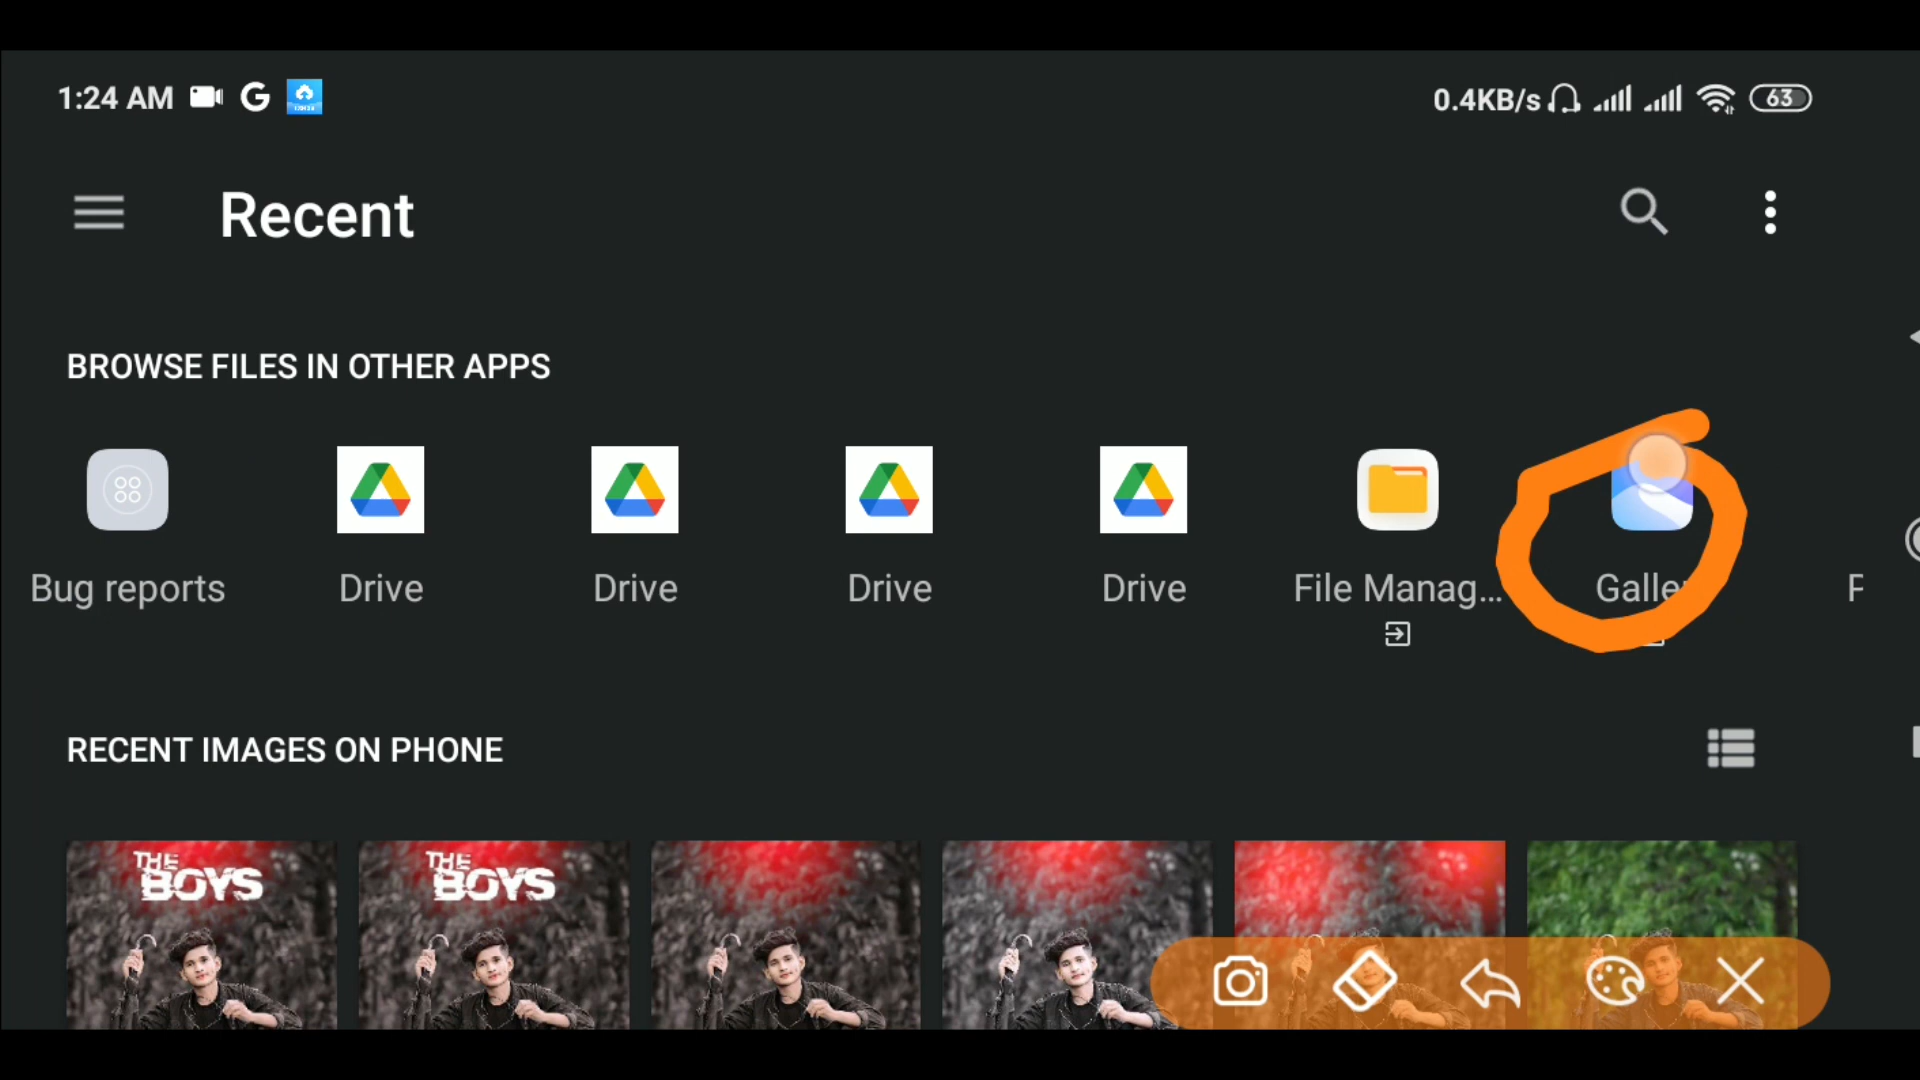 1:24 AM
0.4KB/s
63
Recent
BROWSE FILES IN OTHER APPS
Bug reports
Drive
Drive
Drive
Drive
File Manag...
Galle
F
RECENT IMAGES ON PHONE
THE
BOYS
THE
BOYS